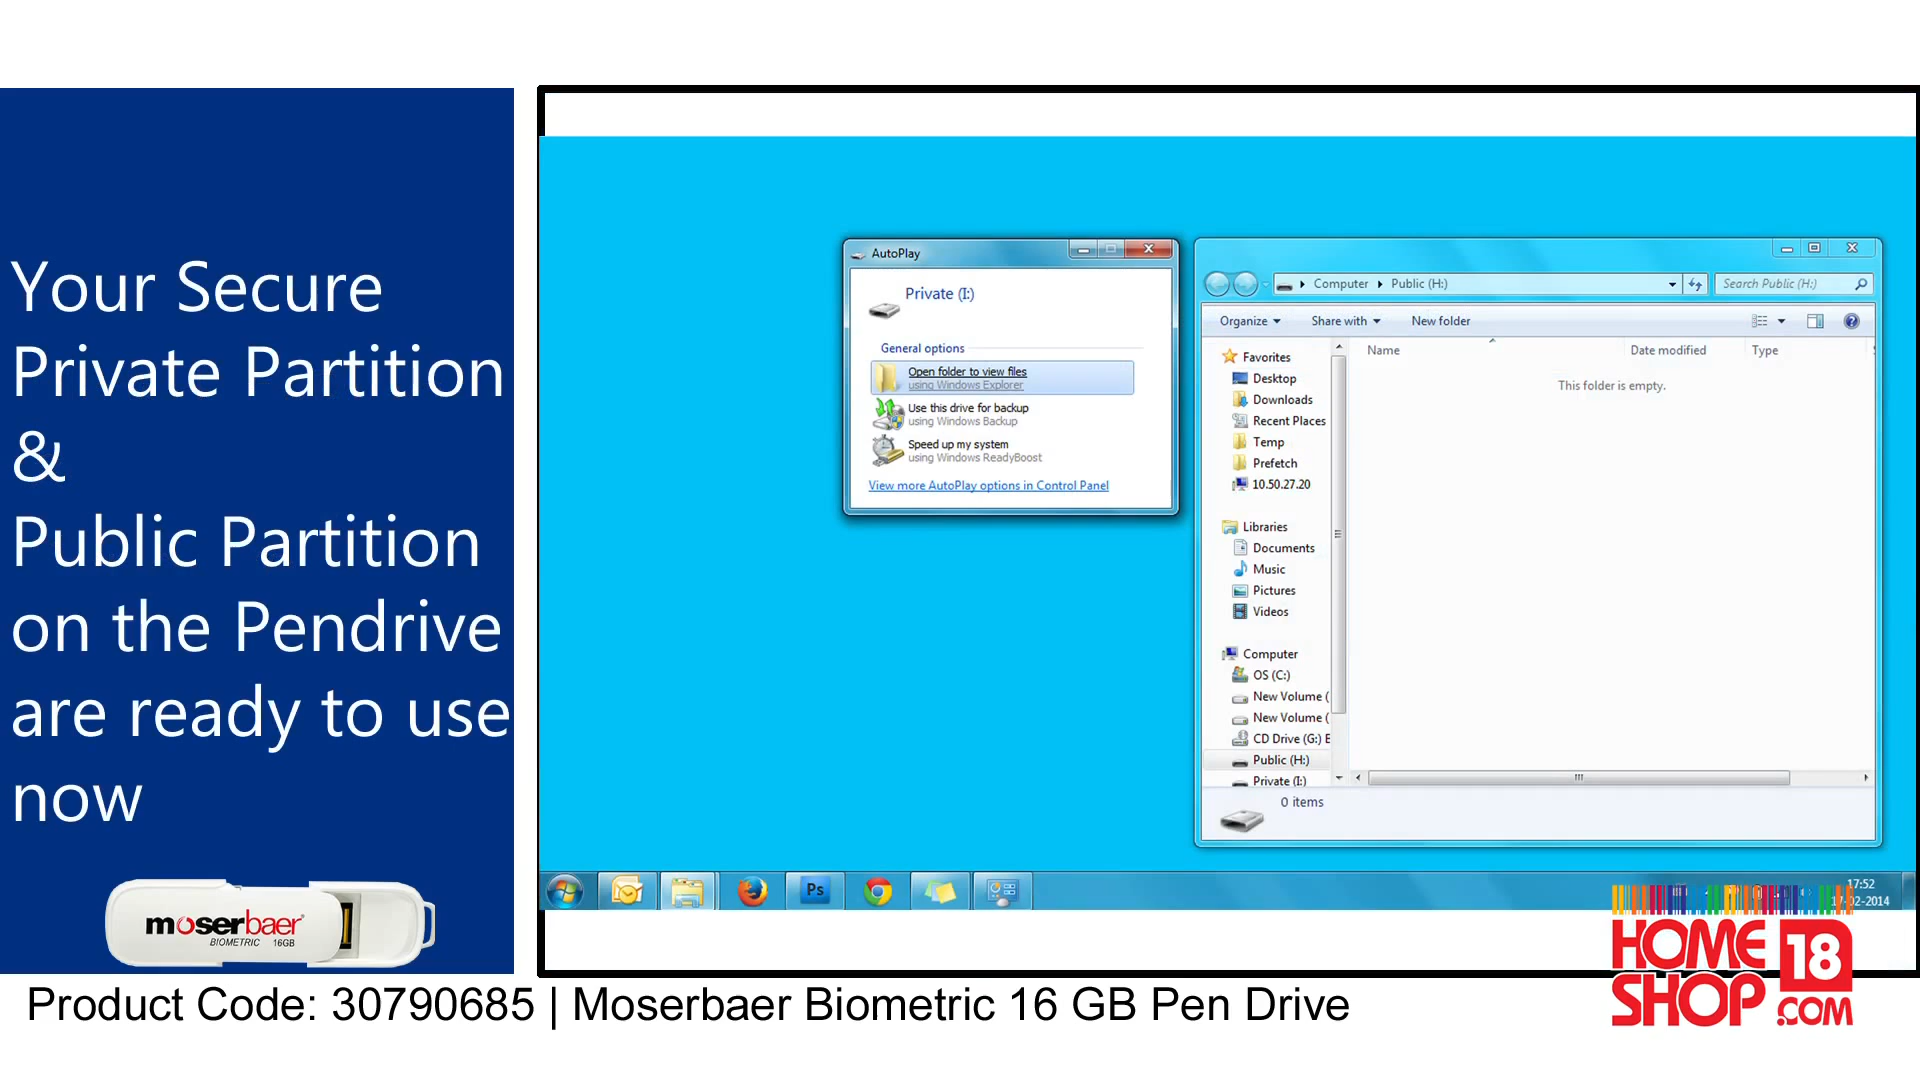 Your Secure
Private Partition
&
Public Partition
on the Pendrive
are ready to use
now
moserbaer
BIOMETRIC 16GB
AutoPlay
Private (I:)
General options
Open folder to view files
using Windows Explorer
Use this drive for backup
using Windows Backup
Speed up my system
using Windows ReadyBoost
View more AutoPlay options in Control Panel
Computer Public (H:)
Search Public (H:)
Organize Share with New folder
Name Date modified Type
This folder is empty.
Favorites
Desktop
Downloads
Recent Places
Temp
Prefetch
10.50.27.20
Libraries
Documents
Music
Pictures
Videos
Computer
OS (C:)
New Volume (
New Volume (
CD Drive (G:) E
Public (H:)
Private (I:)
0 items
Ps
17:52
-02-2014
HOME 18
SHOP .COM
Product Code: 30790685 | Moserbaer Biometric 16 GB Pen Drive